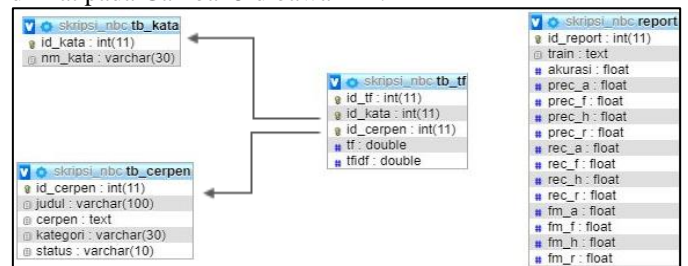 skripsi_nbc tb_kata
id_kata : int(11)
nm_kata : varchar(30)
skripsi_nbc tb_tf
id_tf : int(11)
id_kata : int(11)
id_cerpen : int(11)
tf : double
tfidf : double
skripsi_nbc tb_cerpen
id_cerpen : int(11)
judul : varchar(100)
cerpen : text
kategori : varchar(30)
status : varchar(10)
skripsi_nbc report
id_report : int(11)
train : text
akurasi : float
prec_a : float
prec_f : float
prec_h : float
prec_r : float
rec_a : float
rec_f : float
rec_h : float
rec_r : float
fm_a : float
fm_f : float
fm_h : float
fm_r : float